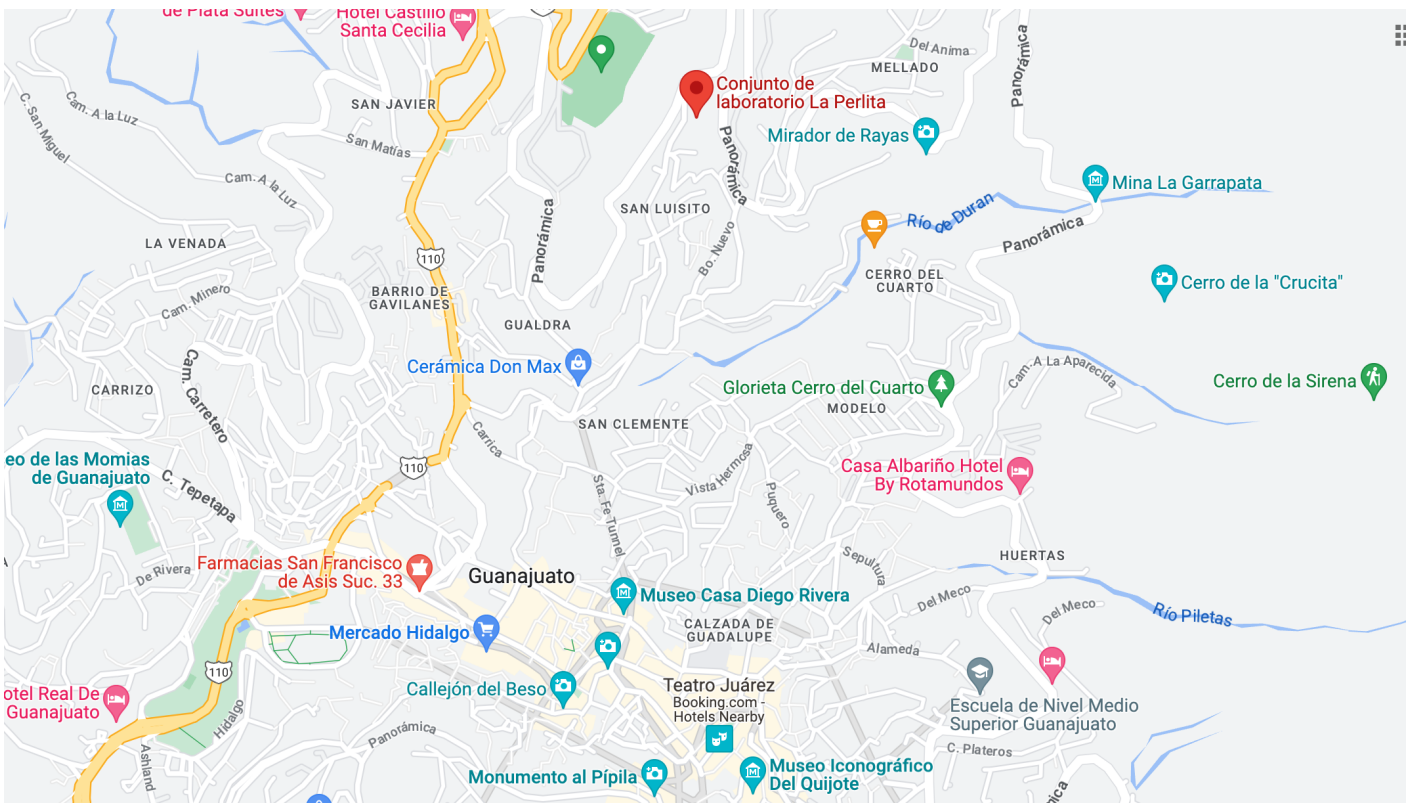 de Plata Suites
Hotel Castillo
Santa Cecilia
Del Anima
MELLADO
Panorámica
Conjunto de
laboratorio La Perlita
SAN JAVIER
C. San Miguel
Cam. A la Luz
San Matías
Mirador de Rayas
Panorámica
Cam. A la Luz
Mina La Garrapata
SAN LUISITO
Río de Duran
Panorámica
Panorámica
LA VENADA
Bo. Nuevo
110
CERRO DEL
CUARTO
Cerro de la "Crucita"
Cam. Minero
BARRIO DE
GAVILANES
GUALDRA
Cerámica Don Max
Cam. Carretero
CARRIZO
Glorieta Cerro del Cuarto
MODELO
Cam. A La Aparecida
Cerro de la Sirena
SAN CLEMENTE
Carrica
eo de las Momias
de Guanajuato
110
C. Tepetapa
Casa Albariño Hotel
By Rotamundos
Vista Hermosa
Puquero
Sta. Fe Tunnel
HUERTAS
Sepultura
Farmacias San Francisco
de Asis Suc. 33
De Rivera
Guanajuato
Museo Casa Diego Rivera
Del Meco
Del Meco
Río Piletas
CALZADA DE
GUADALUPE
Mercado Hidalgo
Alameda
110
Callejón del Beso
Teatro Juárez
Booking.com -
Hotels Nearby
otel Real De
Guanajuato
Hidalgo
Escuela de Nivel Medio
Superior Guanajuato
Panorámica
C. Plateros
Ashland
Monumento al Pípila
Museo Iconográfico
Del Quijote
ica